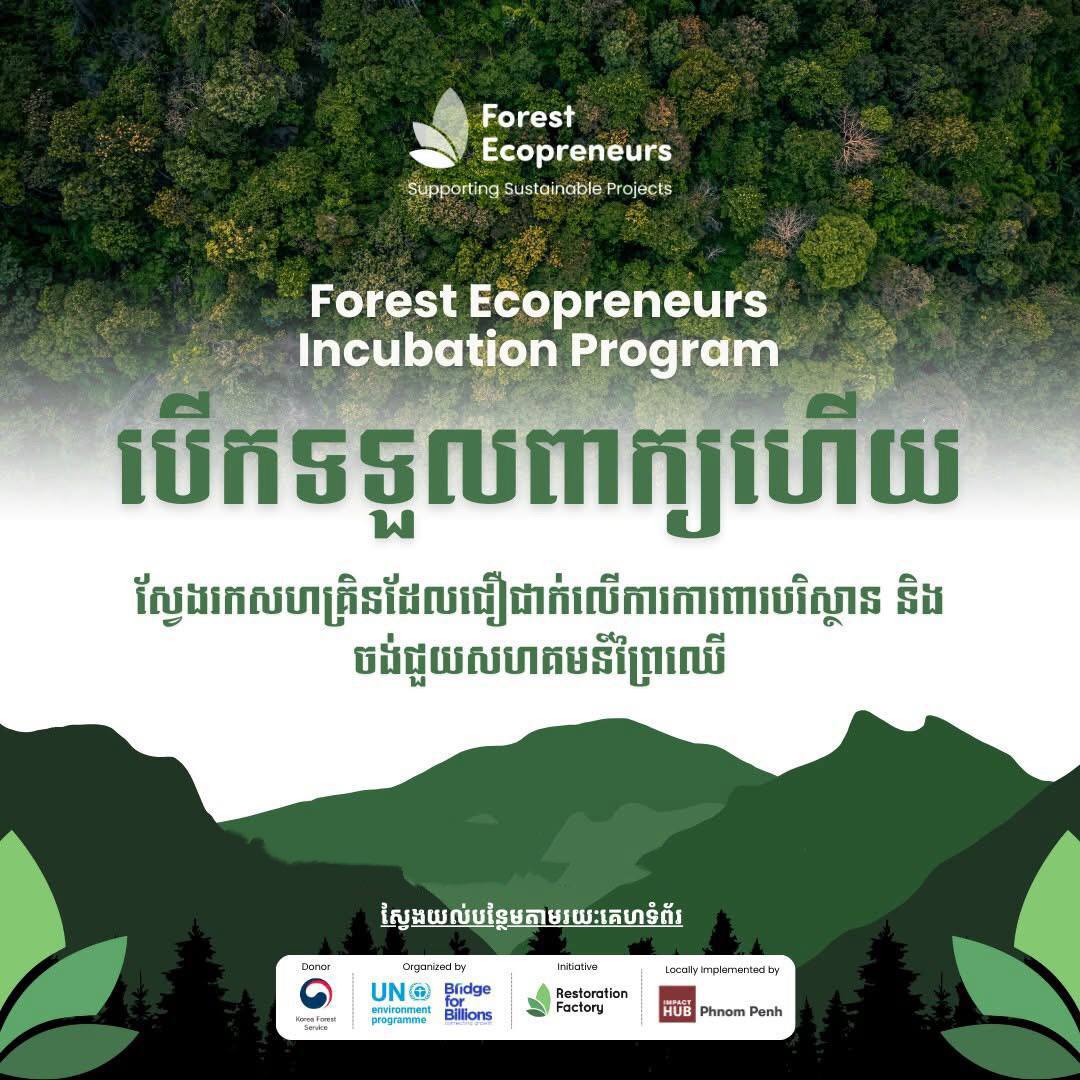 Forest
Ecopreneurs
Supporting Sustainable Projects
Forest Ecopreneurs
Incubation Program
បើកទទួលពាក្យហើយ
ស្វែងរកសហគ្រិនដែលជឿជាក់លើការការពារបរិស្ថាន និង
ចង់ជួយសហគមន៍ព្រៃឈើ
ស្វែងយល់បន្ថែមតាមរយៈគេហទំព័រ
Donor
Korea Forest
Service
Organized by
UN
environment
programme
Bridge
for
Billions
connecting growth
Initiative
Restoration
Factory
Locally Implemented by
IMPACT
HUB
Phnom Penh